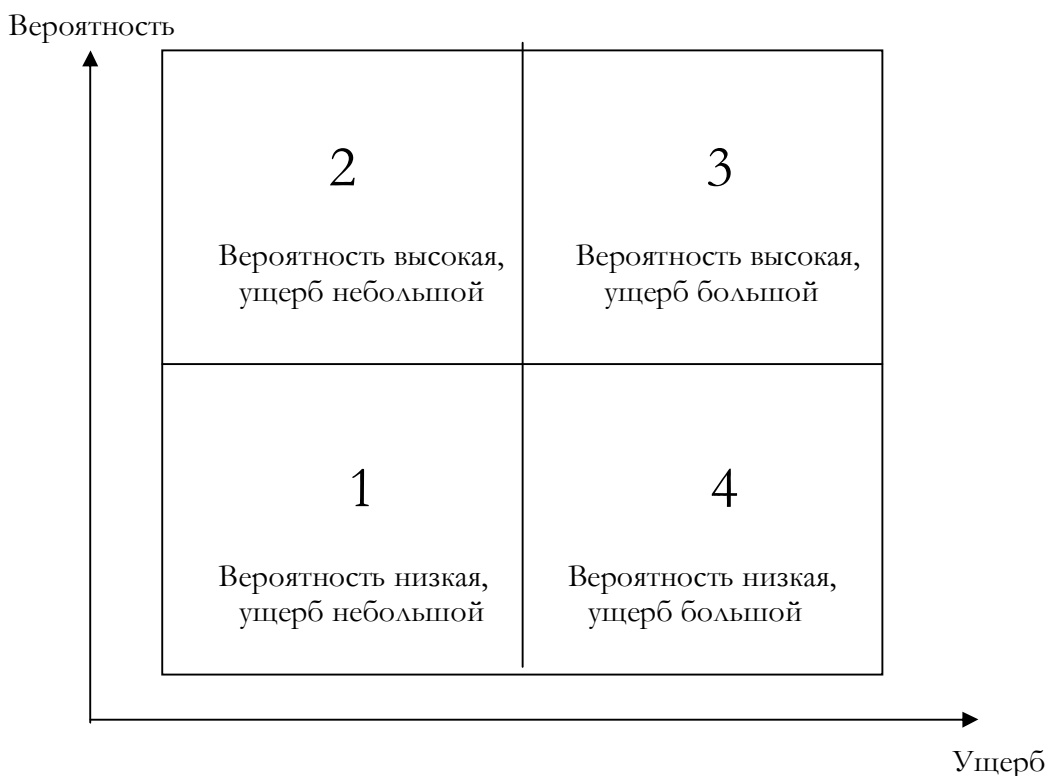 Вероятность
2
Вероятность высокая,
ущерб небольшой
3
Вероятность высокая,
ущерб большой
1
Вероятность низкая,
ущерб небольшой
4
Вероятность низкая,
ущерб большой
Ущерб